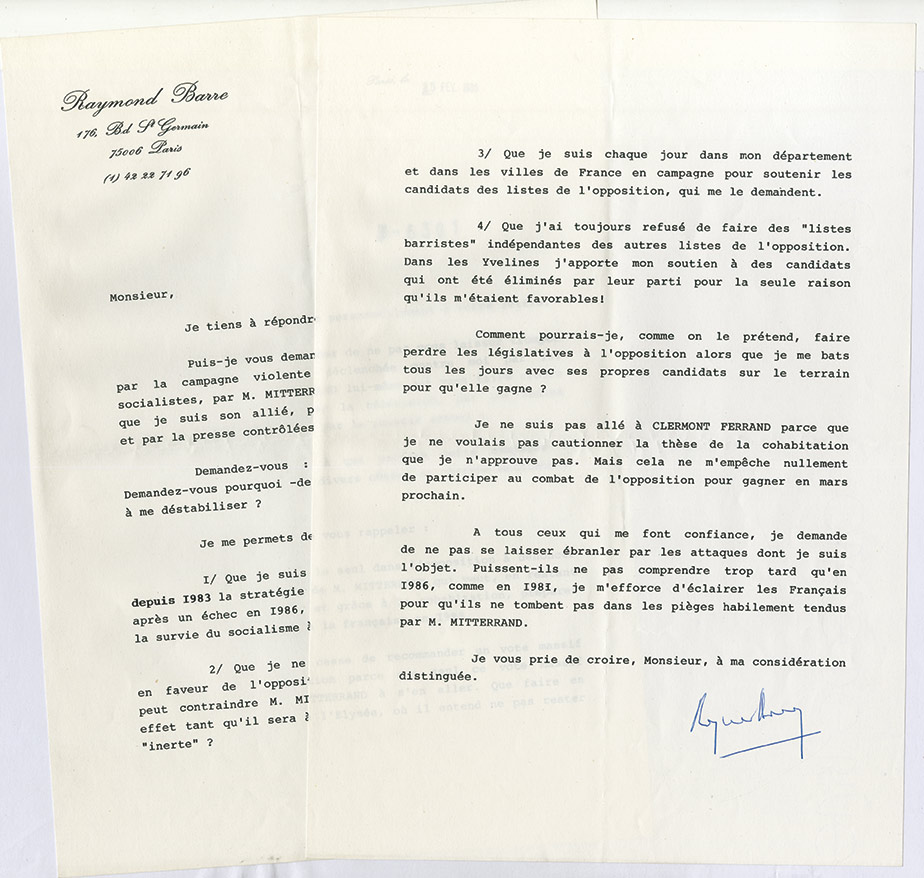 Raymond Barre
176, Bd St Germain
75006 Paris
(1) 42 22 71 96
Monsieur,
Je tiens à répondr
Puis-je vous deman
par la campagne violente
socialistes, par M. MITTERR
que je suis son allié, p
et par la presse contrôlées
Demandez-vous :
Demandez-vous pourquoi -de
à me déstabiliser ?
Je me permets de
I/ Que je suis
depuis I983 la stratégie
après un échec en I986,
la survie du socialisme à
2/ Que je ne
en faveur de l'opposi
peut contraindre M. MI
effet tant qu'il sera à
"inerte" ?
3/ Que je suis chaque jour dans mon département
et dans les villes de France en campagne pour soutenir les
candidats des listes de l'opposition, qui me le demandent.
4/ Que j'ai toujours refusé de faire des "listes
barristes" indépendantes des autres listes de l'opposition.
Dans les Yvelines j'apporte mon soutien à des candidats
qui ont été éliminés par leur parti pour la seule raison
qu'ils m'étaient favorables!
Comment pourrais-je, comme on le prétend, faire
perdre les législatives à l'opposition alors que je me bats
tous les jours avec ses propres candidats sur le terrain
pour qu'elle gagne ?
Je ne suis pas allé à CLERMONT FERRAND parce que
je ne voulais pas cautionner la thèse de la cohabitation
que je n'approuve pas. Mais cela ne m'empêche nullement
de participer au combat de l'opposition pour gagner en mars
prochain.
A tous ceux qui me font confiance, je demande
de ne pas se laisser ébranler par les attaques dont je suis
l'objet. Puissent-ils ne pas comprendre trop tard qu'en
I986, comme en I98I, je m'efforce d'éclairer les Français
pour qu'ils ne tombent pas dans les pièges habilement tendus
par M. MITTERRAND.
Je vous prie de croire, Monsieur, à ma considération
distinguée.